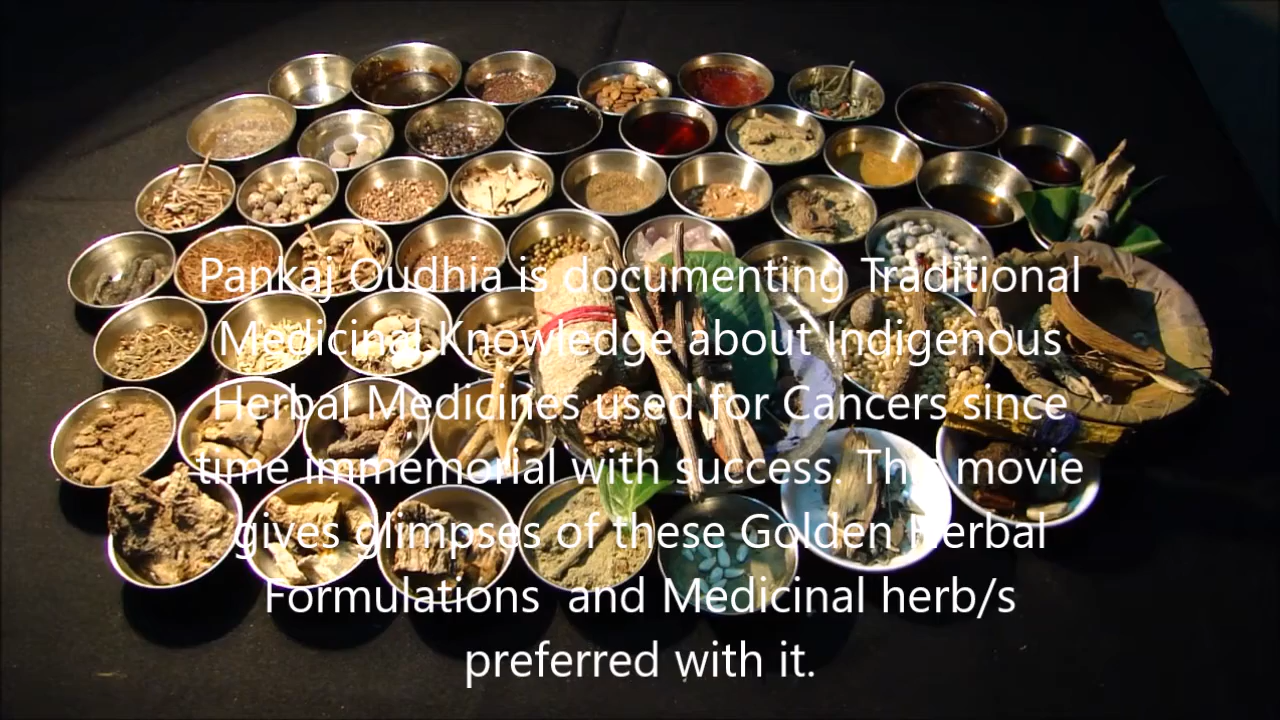 Pankaj Oudhia is documenting Traditional
Medicinal Knowledge about Indigenous
Herbal Medicines used for Cancers since
time immemorial with success. This movie
gives glimpses of these Golden Herbal
Formulations  and Medicinal herb/s
preferred with it.